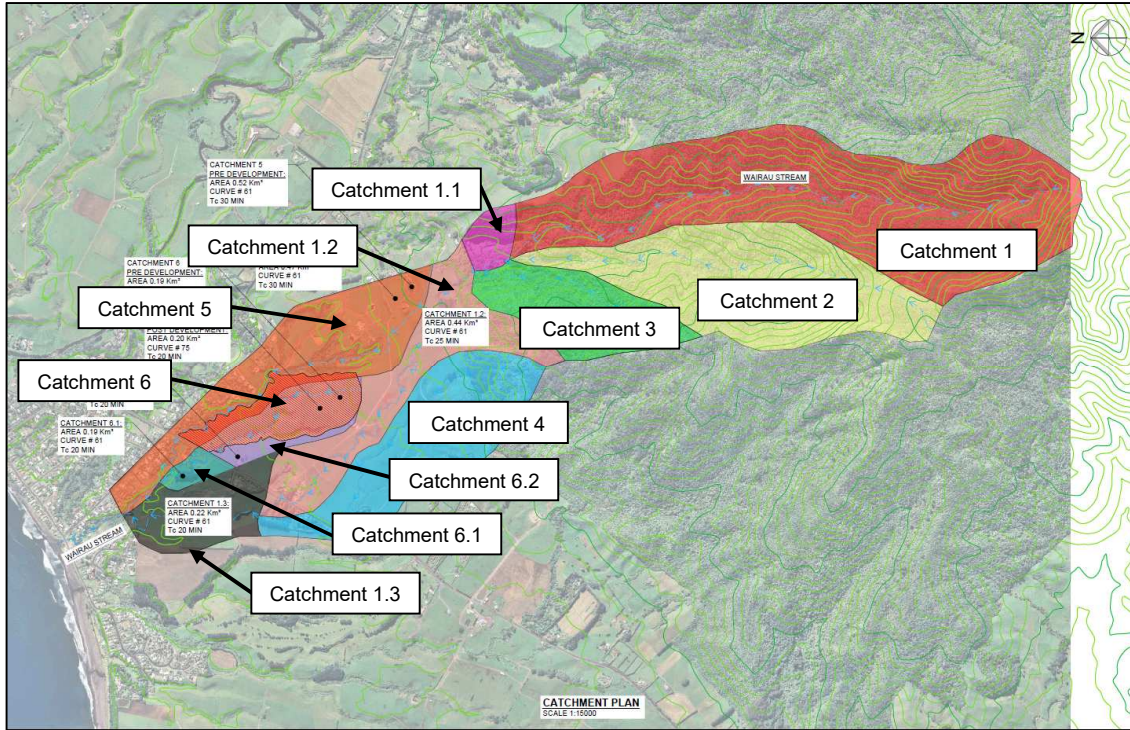 N
CATCHMENT 5
PRE DEVELOPMENT:
AREA 0.52 Km²
CURVE # 61
Tc 30 MIN
Catchment 1.1
WAIRAU STREAM
Catchment 1.2
Catchment 1
CATCHMENT 6
PRE DEVELOPMENT:
AREA 0.19 Km²
CURVE # 61
Tc 30 MIN
Catchment 5
Catchment 2
CATCHMENT 1.2:
AREA 0.44 Km²
CURVE # 61
Tc 25 MIN
Catchment 3
POST DEVELOPMENT:
AREA 0.20 Km²
CURVE # 75
Tc 20 MIN
Catchment 6
Tc 20 MIN
CATCHMENT 6.1:
AREA 0.19 Km²
CURVE # 61
Tc 20 MIN
Catchment 4
Catchment 6.2
CATCHMENT 1.3:
AREA 0.22 Km²
CURVE # 61
Tc 20 MIN
Catchment 6.1
WAIRAU STREAM
Catchment 1.3
CATCHMENT PLAN
SCALE 1:15000